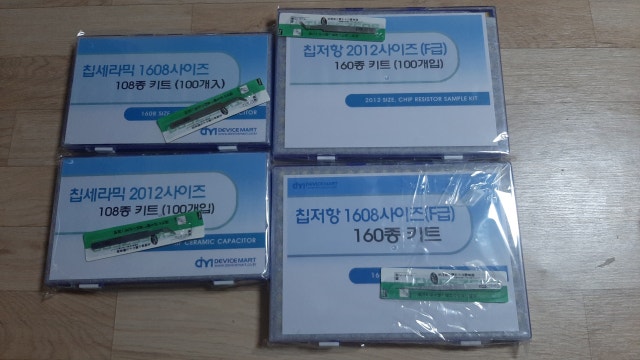 칩세라믹 1608사이즈
108종 키트 (100개入)
1608 SIZE,
CITOR
DEVICEMART
칩저항 2012사이즈 (F급)
160종 키트 (100개입)
2012 SIZE, CHIP RESISTOR SAMPLE KIT
칩세라믹 2012사이즈
108종 키트 (100개입)
CERAMIC CAPACITOR
DEVICEMART
DEVICEMART
칩저항 1608사이즈(F급)
160종 키트
16
DEVICEMART